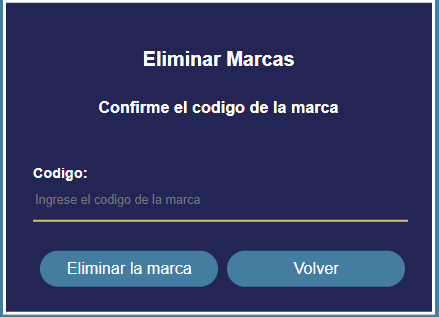 Eliminar Marcas
Confirme el codigo de la marca
Codigo:
Ingrese el codigo de la marca
Eliminar la marca
Volver